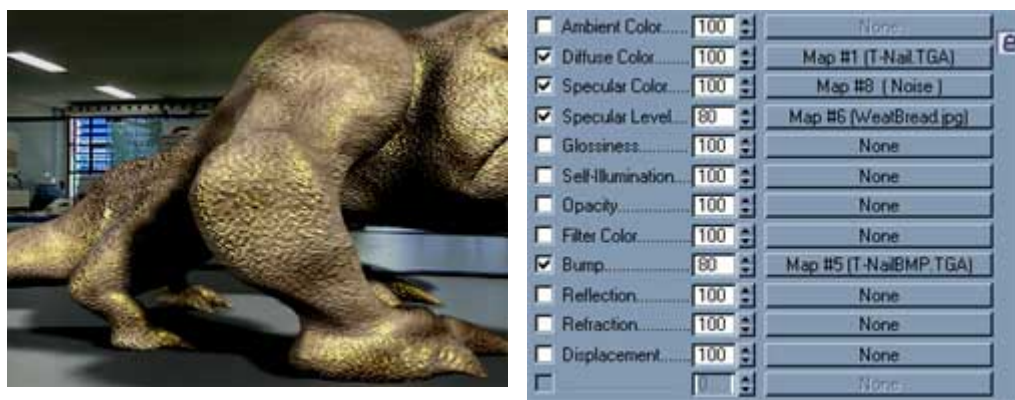 Ambient Color...... 100 None
Diffuse Color........ 100 Map #1 (T-Nail.TGA)
Specular Color..... 100 Map #8 ( Noise )
Specular Level.... 80 Map #6 (WeatBread.jpg)
Glossiness........... 100 None
Self-Illumination... 100 None
Opacity............... 100 None
Filter Color........... 100 None
Bump.................. 80 Map #5 (T-NailBMP.TGA)
Reflection............ 100 None
Refraction........... 100 None
Displacement...... 100 None
0 None